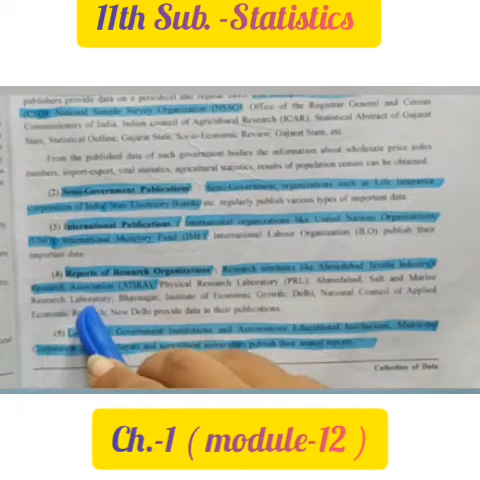 11th Sub. -Statistics
publishers provide data on a periodical and regular
(CSO), National Sample Survey Organization (NSSO), Office of the Registrar General and Census
Commissioners of India, Indian council of Agricultural Research (ICAR), Statistical Abstract of Gujarat
State, Statistical Outline; Gujarat State, Socio-Economic Review; Gujarat State, etc.
From the published data of such government bodies the information about wholesale price index
numbers, import-export, vital statistics, agricultural statistics, results of population census can be obtained.
(2) Semi-Government Publications : Semi-Government organizations such as Life Insurance
Corporation of India, State Electricity Board, etc. regularly publish various types of important data.
(3) International Publications : International organizations like United Nations Organizations
(UNO), International Monetary Fund (IMF) International Labour Organization (ILO) publish their
important data.
(4) Reports of Research Organizations : Research institutes like Ahmedabad Textile Industry
Research Association (ATIRA), Physical Research Laboratory (PRL); Ahmedabad, Salt and Marine
Research Laboratory; Bhavnagar, Institute of Economic Growth; Delhi, National Council of Applied
Economic; New Delhi provide data in their publications.
(5) Government Institutions and Autonomous Educational Institutions, Municipal
and agricultural universities publish their annual reports.
Collection of Data
Ch.-1 ( module-12 )